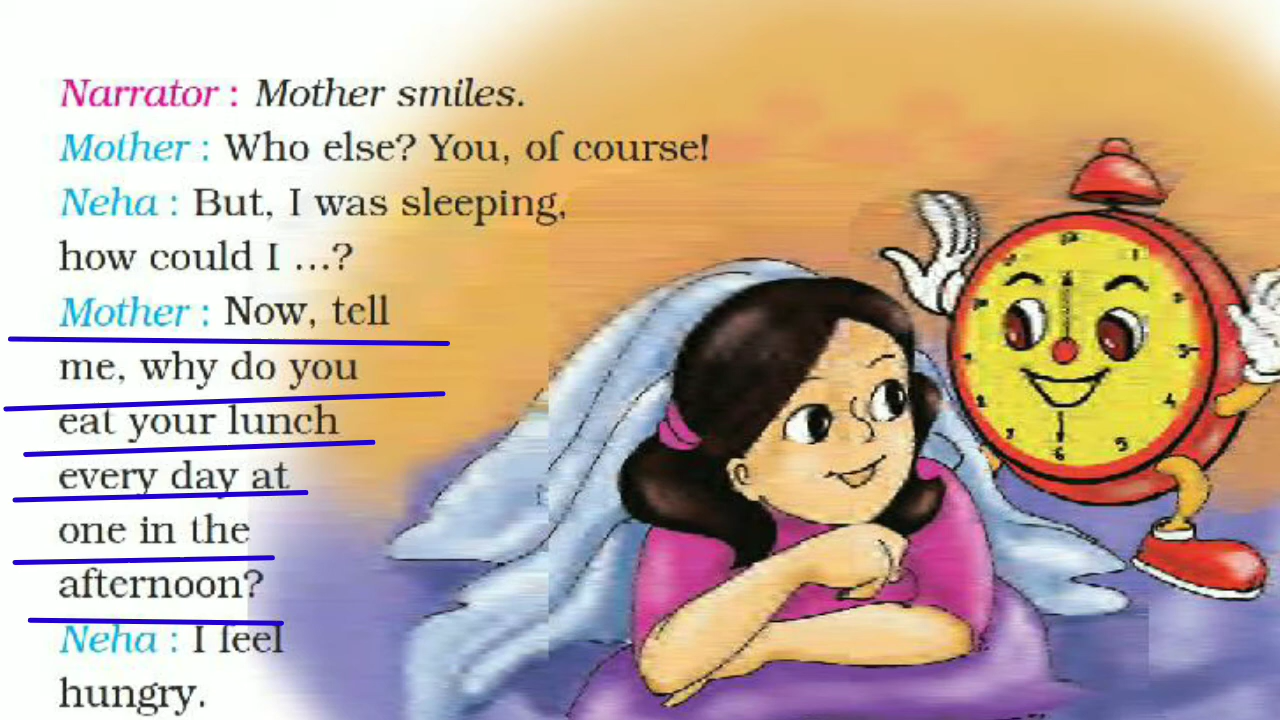 Narrator : Mother smiles.
Mother : Who else? You, of course!
Neha : But, I was sleeping,
how could I ...?
Mother : Now, tell
me, why do you
eat your lunch
every day at
one in the
afternoon?
Neha : I feel
hungry.